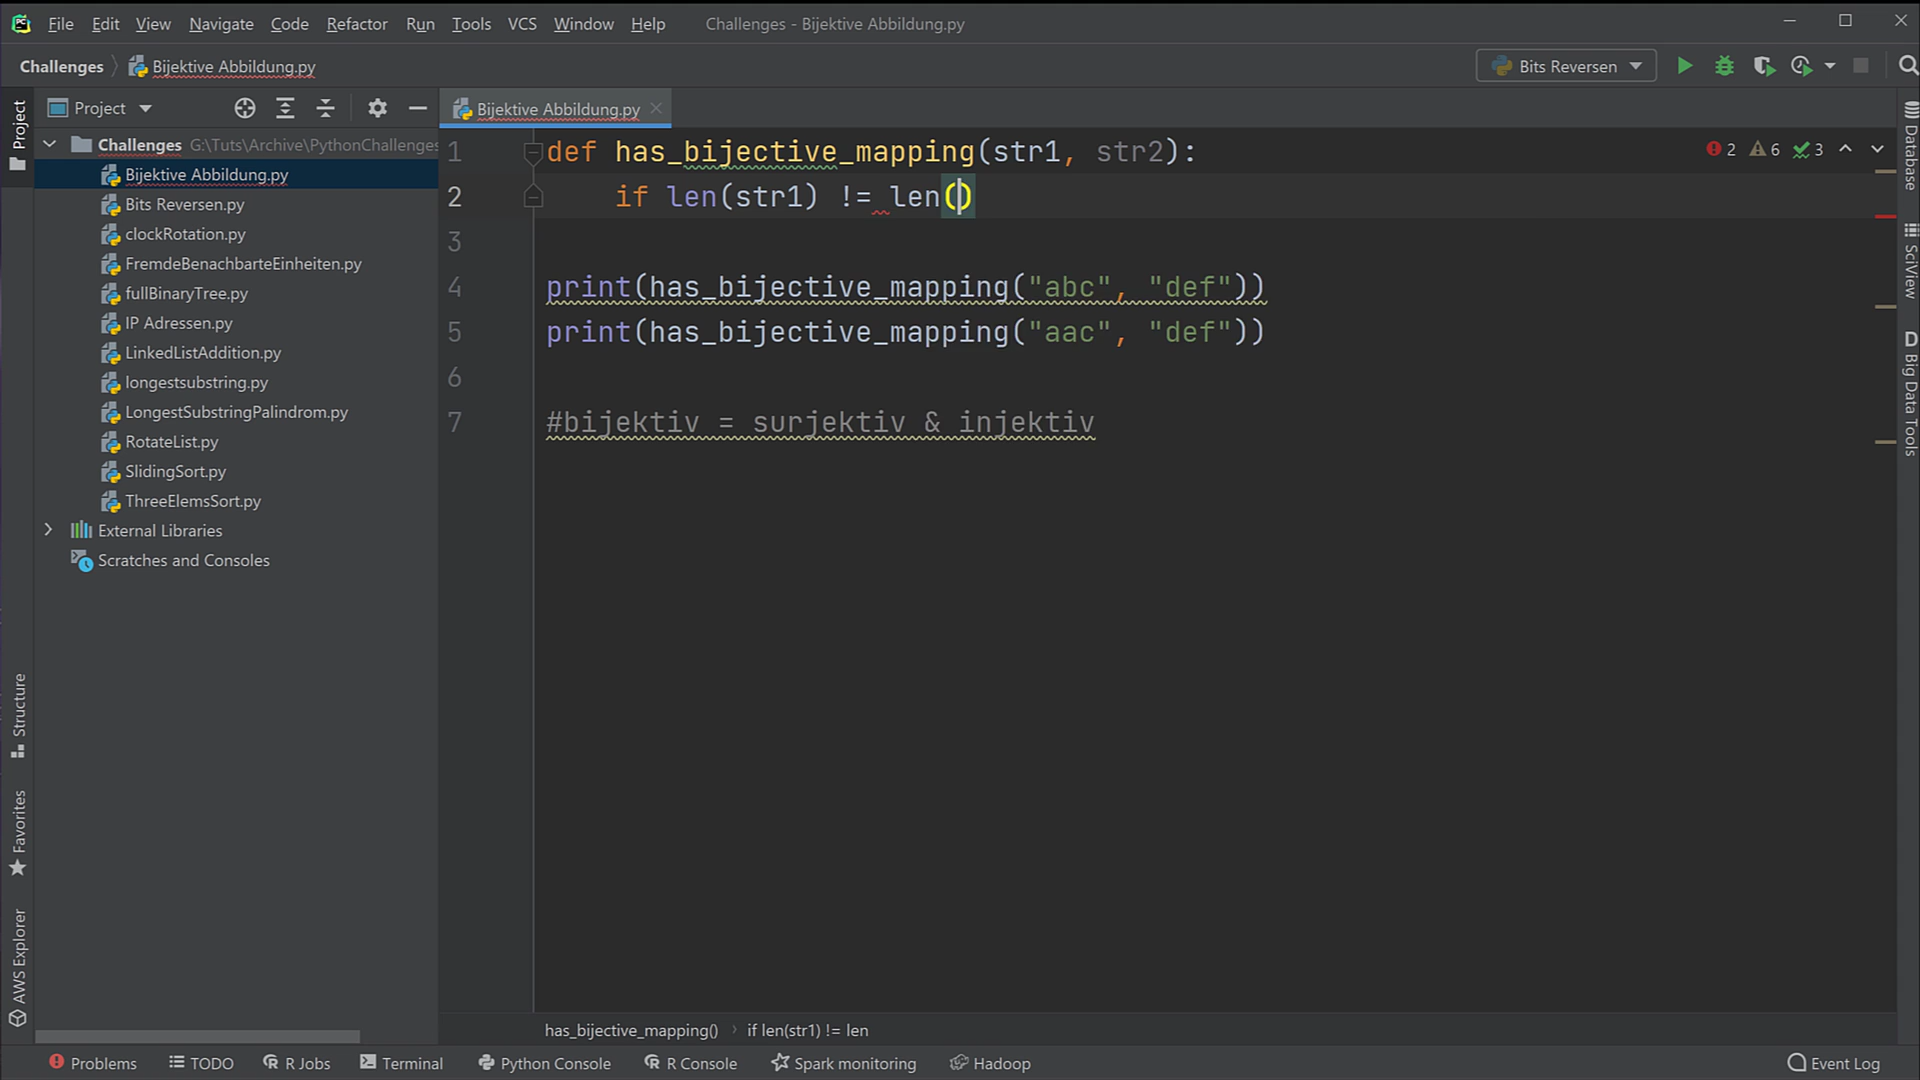 File Edit View Navigate Code Refactor Run Tools VCS Window Help Challenges - Bijektive Abbildung.py
Challenges Bijektive Abbildung.py Bits Reversen
Project
Project
Bijektive Abbildung.py
Challenges G:\Tuts\Archive\PythonChallenges
Bijektive Abbildung.py
Bits Reversen.py
clockRotation.py
FremdeBenachbarteEinheiten.py
fullBinaryTree.py
IP Adressen.py
LinkedListAddition.py
longestsubstring.py
LongestSubstringPalindrom.py
RotateList.py
SlidingSort.py
ThreeElemsSort.py
External Libraries
Scratches and Consoles
Structure
Favorites
AWS Explorer
1 def has_bijective_mapping(str1, str2):
2 if len(str1) != len()
3
4 print(has_bijective_mapping("abc", "def"))
5 print(has_bijective_mapping("aac", "def"))
6
7 #bijektiv = surjektiv & injektiv
2 6 3
Database
SciView
D Big Data Tools
has_bijective_mapping() if len(str1) != len
Problems TODO R Jobs Terminal Python Console R Console Spark monitoring Hadoop Event Log